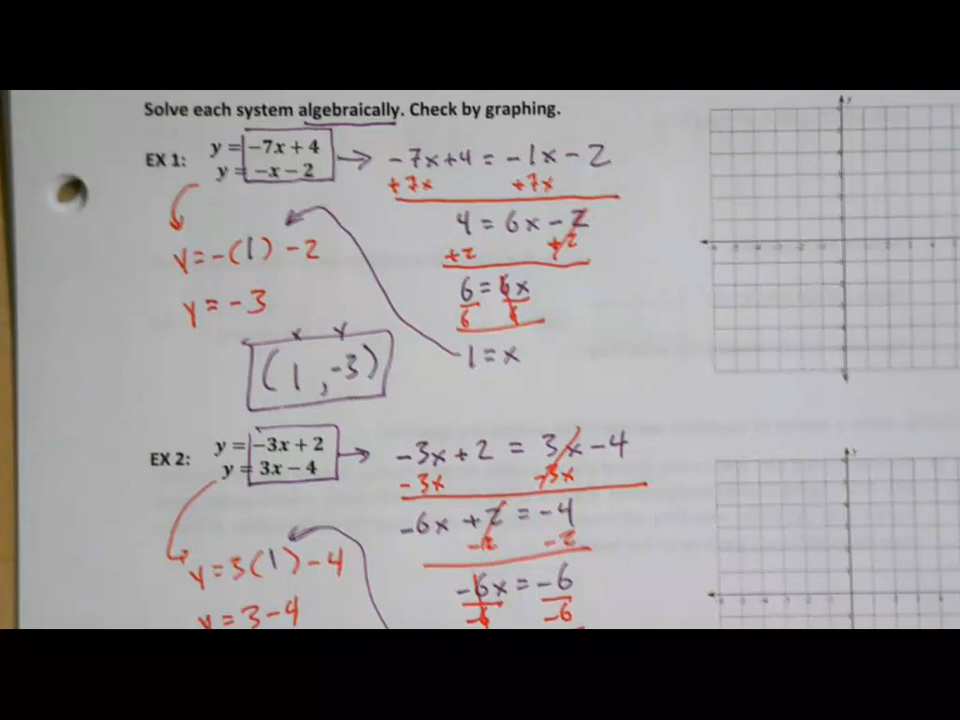 Solve each system algebraically. Check by graphing.
EX 1:
y = -7x + 4
y = -x - 2
-7x+4 = -1x - 2
+7x +7x
4 = 6x - 2
+2 +2
6 = 6x
6 6
1 = x
y = -(1) - 2
y = -3
x y
(1, -3)
EX 2:
y = -3x + 2
y = 3x - 4
-3x + 2 = 3x - 4
-3x -3x
-6x + 2 = -4
-2 -2
-6x = -6
-6 -6
y = 3(1) - 4
y = 3 - 4